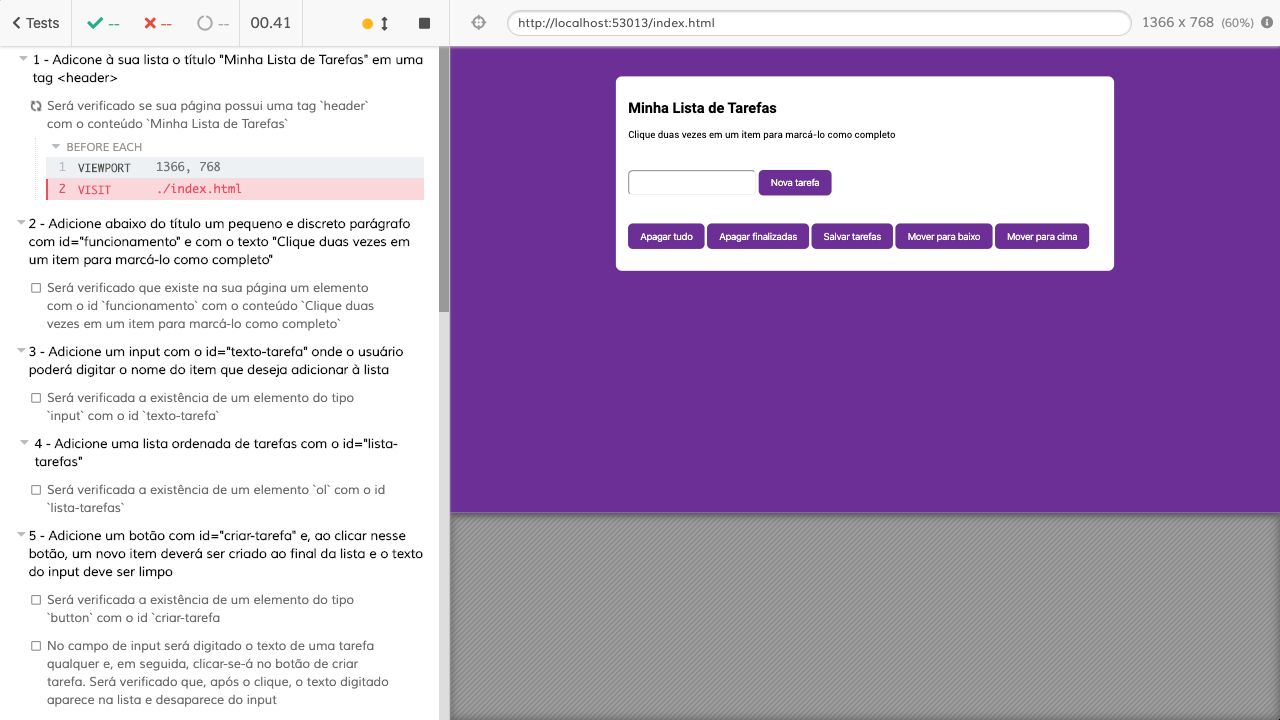 Tests
--
--
--
00.41
http://localhost:53013/index.html
1366 x 768 (60%)
1 - Adicione à sua lista o título "Minha Lista de Tarefas" em uma
tag <header>
Será verificado se sua página possui uma tag `header`
com o conteúdo `Minha Lista de Tarefas`
BEFORE EACH
1 VIEWPORT 1366, 768
2 VISIT ./index.html
2 - Adicione abaixo do título um pequeno e discreto parágrafo
com id="funcionamento" e com o texto "Clique duas vezes em
um item para marcá-lo como completo"
Será verificado que existe na sua página um elemento
com o id `funcionamento` com o conteúdo `Clique duas
vezes em um item para marcá-lo como completo`
3 - Adicione um input com o id="texto-tarefa" onde o usuário
poderá digitar o nome do item que deseja adicionar à lista
Será verificada a existência de um elemento do tipo
`input` com o id `texto-tarefa`
4 - Adicione uma lista ordenada de tarefas com o id="lista-
tarefas"
Será verificada a existência de um elemento `ol` com o id
`lista-tarefas`
5 - Adicione um botão com id="criar-tarefa" e, ao clicar nesse
botão, um novo item deverá ser criado ao final da lista e o texto
do input deve ser limpo
Será verificada a existência de um elemento do tipo
`button` com o id `criar-tarefa
No campo de input será digitado o texto de uma tarefa
qualquer e, em seguida, clicar-se-á no botão de criar
tarefa. Será verificado que, após o clique, o texto digitado
aparece na lista e desaparece do input
Minha Lista de Tarefas
Clique duas vezes em um item para marcá-lo como completo
Nova tarefa
Apagar tudo
Apagar finalizadas
Salvar tarefas
Mover para baixo
Mover para cima